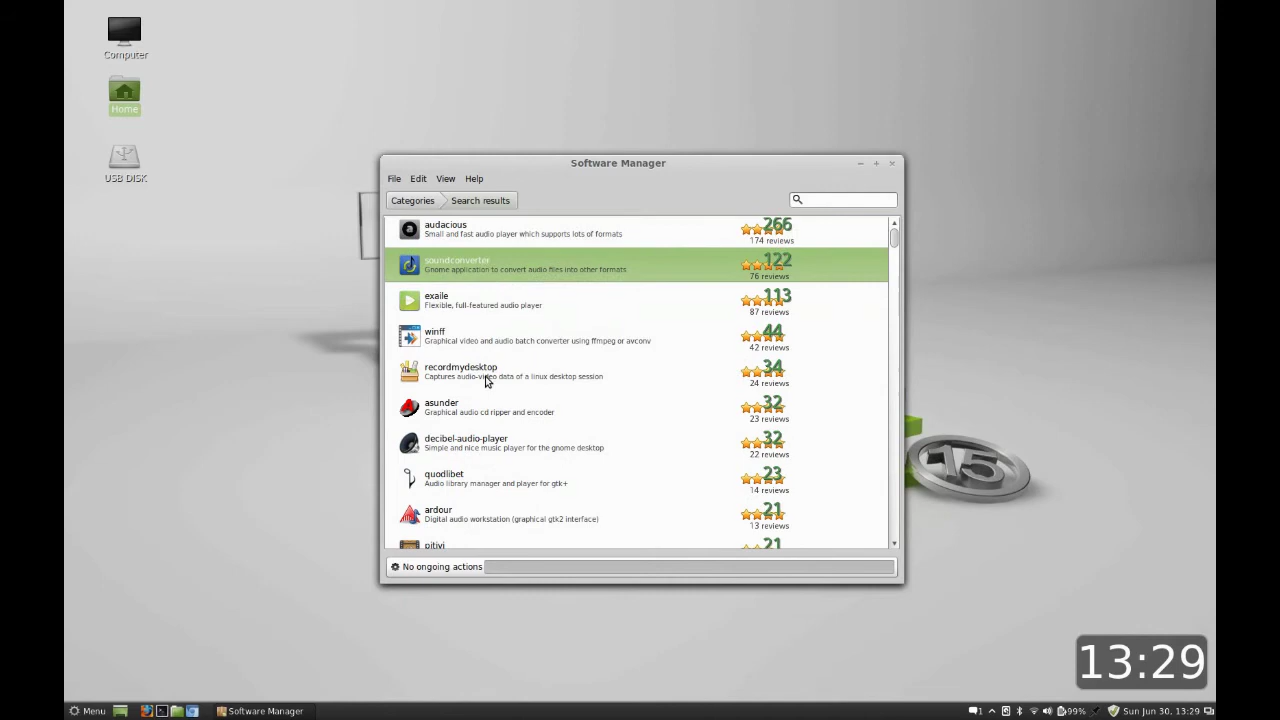 Computer
Home
USB DISK
Software Manager
File Edit View Help
Categories Search results
audacious
Small and fast audio player which supports lots of formats
266
174 reviews
soundconverter
Gnome application to convert audio files into other formats
122
76 reviews
exaile
Flexible, full-featured audio player
113
87 reviews
winff
Graphical video and audio batch converter using ffmpeg or avconv
44
42 reviews
recordmydesktop
Captures audio-video data of a linux desktop session
34
24 reviews
asunder
Graphical audio cd ripper and encoder
32
23 reviews
decibel-audio-player
Simple and nice music player for the gnome desktop
32
22 reviews
quodlibet
Audio library manager and player for gtk+
23
14 reviews
ardour
Digital audio workstation (graphical gtk2 interface)
21
13 reviews
pitivi
21
No ongoing actions
15
13:29
Menu Software Manager 1 99% Sun Jun 30, 13:29